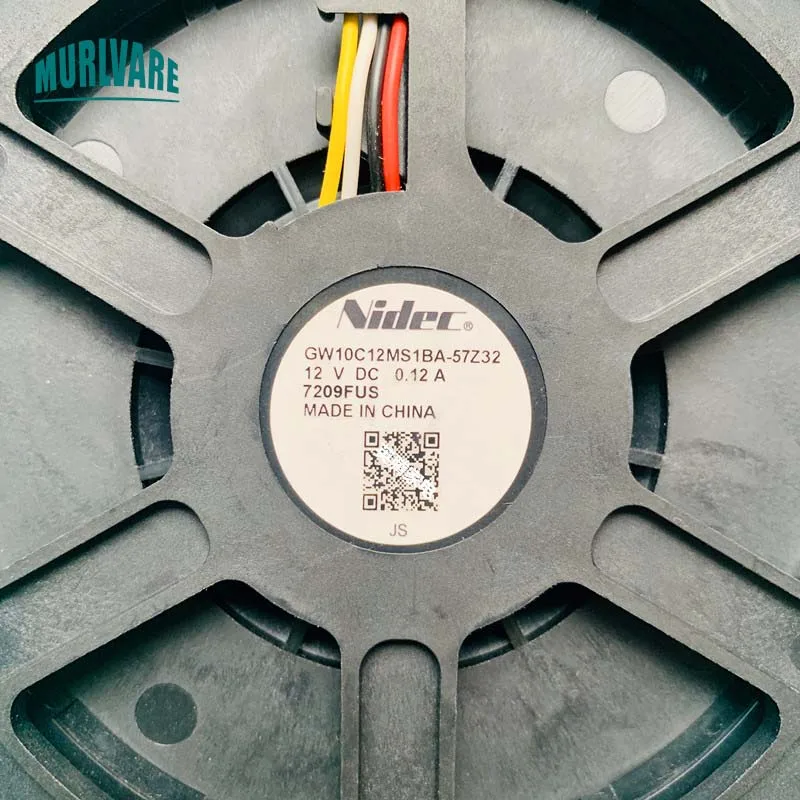 MURLVARE
Nidec®
GW10C12MS1BA-57Z32
12 V DC 0.12 A
7209FUS
MADE IN CHINA
JS